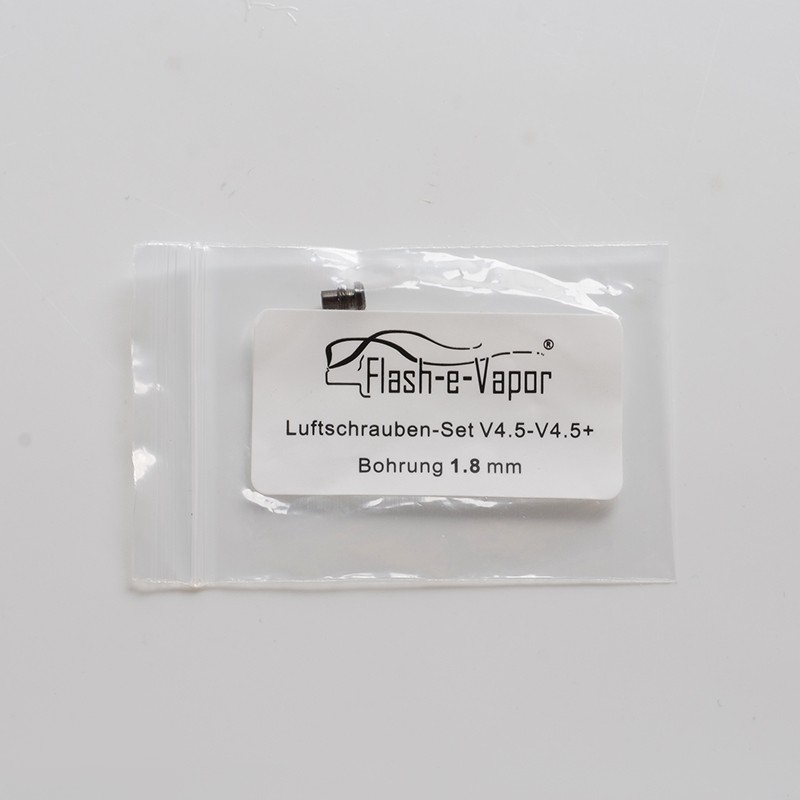 ®
Flash-e-Vapor
Luftschrauben-Set V4.5-V4.5+
Bohrung 1.8 mm